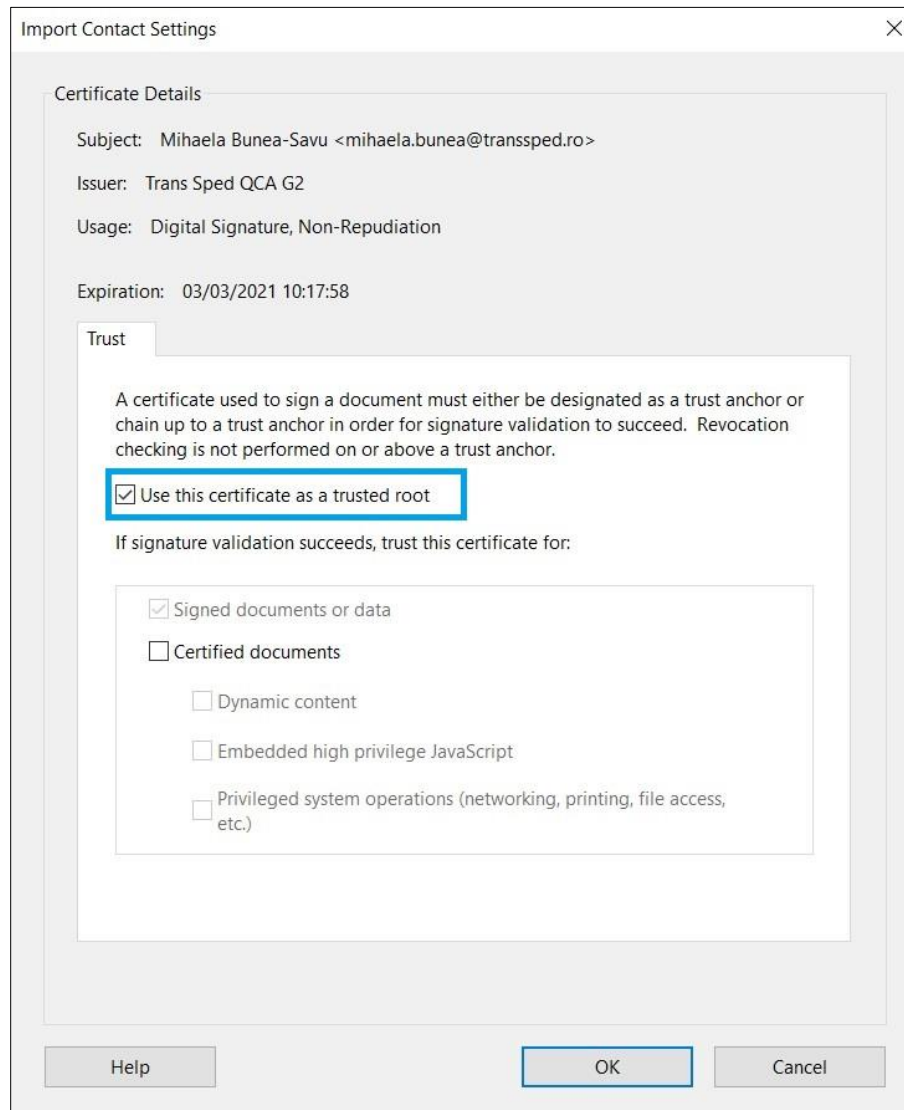 Import Contact Settings
Certificate Details
Subject: Mihaela Bunea-Savu <mihaela.bunea@transsped.ro>
Issuer: Trans Sped QCA G2
Usage: Digital Signature, Non-Repudiation
Expiration: 03/03/2021 10:17:58
Trust
A certificate used to sign a document must either be designated as a trust anchor or
chain up to a trust anchor in order for signature validation to succeed. Revocation
checking is not performed on or above a trust anchor.
Use this certificate as a trusted root
If signature validation succeeds, trust this certificate for:
Signed documents or data
Certified documents
Dynamic content
Embedded high privilege JavaScript
Privileged system operations (networking, printing, file access,
etc.)
Help
OK
Cancel